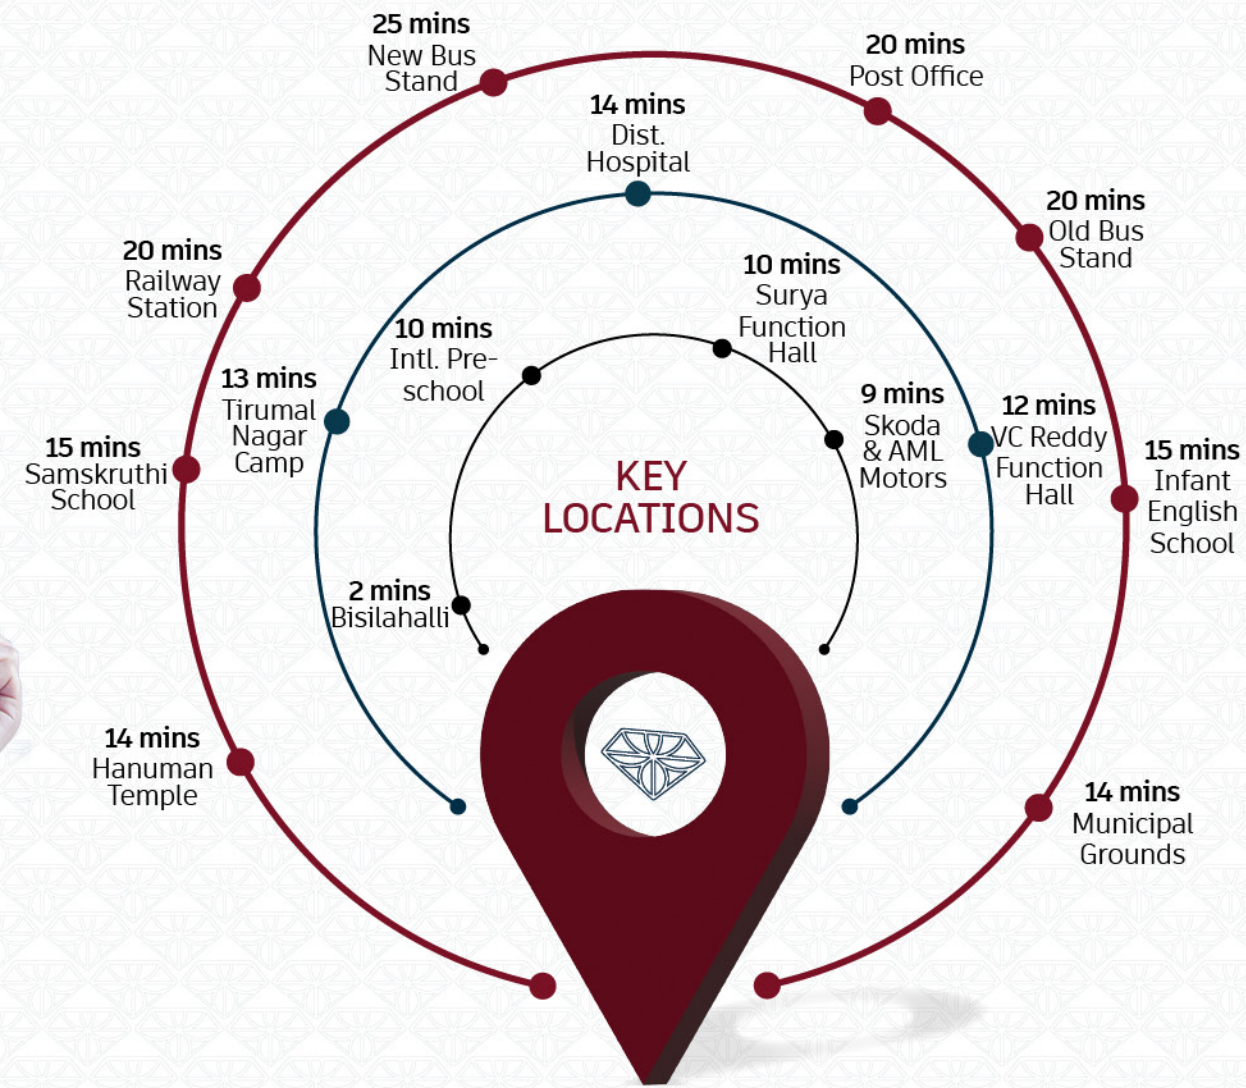 25 mins
New Bus
Stand
20 mins
Post Office
14 mins
Dist.
Hospital
20 mins
Old Bus
Stand
20 mins
Railway
Station
10 mins
Surya
Function
Hall
10 mins
Intl. Pre-
school
13 mins
Tirumal
Nagar
Camp
9 mins
Skoda
& AML
Motors
12 mins
VC Reddy
Function
Hall
15 mins
Samskruthi
School
15 mins
Infant
English
School
KEY
LOCATIONS
2 mins
Bisilahalli
14 mins
Hanuman
Temple
14 mins
Municipal
Grounds